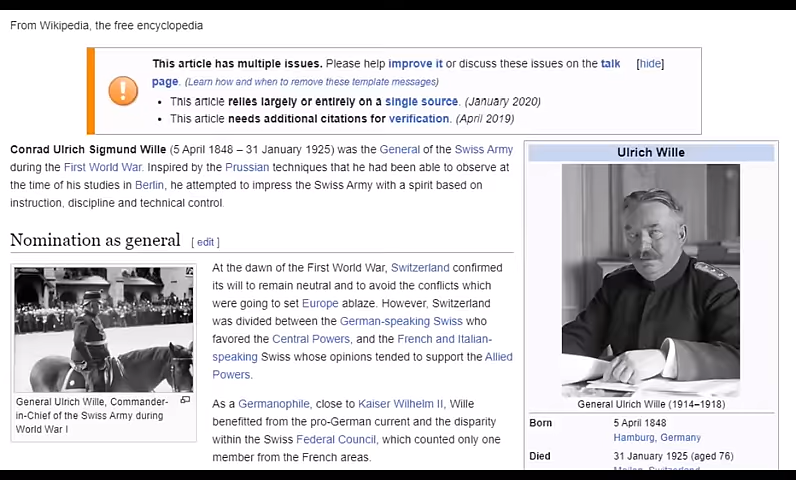 From Wikipedia, the free encyclopedia
This article has multiple issues. Please help improve it or discuss these issues on the talk page. (Learn how and when to remove these template messages)
[hide]
• This article relies largely or entirely on a single source. (January 2020)
• This article needs additional citations for verification. (April 2019)
Conrad Ulrich Sigmund Wille (5 April 1848 – 31 January 1925) was the General of the Swiss Army
during the First World War. Inspired by the Prussian techniques that he had been able to observe at
the time of his studies in Berlin, he attempted to impress the Swiss Army with a spirit based on
instruction, discipline and technical control.
Nomination as general [ edit ]
General Ulrich Wille, Commander-
in-Chief of the Swiss Army during
World War I
At the dawn of the First World War, Switzerland confirmed
its will to remain neutral and to avoid the conflicts which
were going to set Europe ablaze. However, Switzerland
was divided between the German-speaking Swiss who
favored the Central Powers, and the French and Italian-
speaking Swiss whose opinions tended to support the Allied
Powers.
As a Germanophile, close to Kaiser Wilhelm II, Wille
benefitted from the pro-German current and the disparity
within the Swiss Federal Council, which counted only one
member from the French areas.
Ulrich Wille
General Ulrich Wille (1914–1918)
Born 5 April 1848
Hamburg, Germany
Died 31 January 1925 (aged 76)